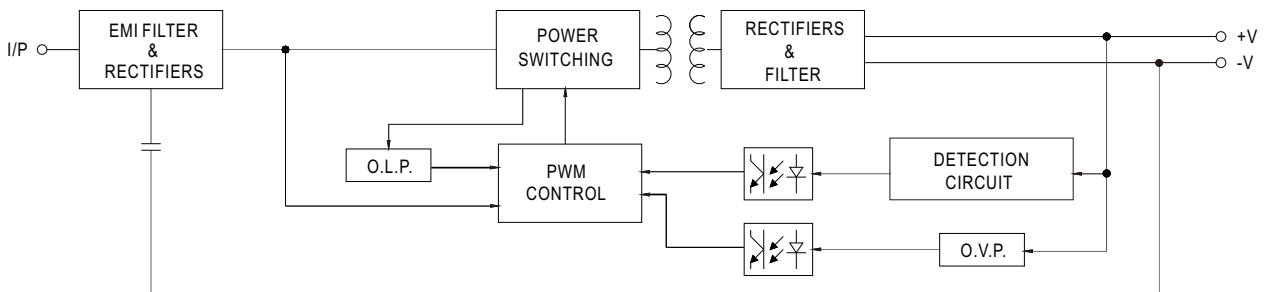 I/P
EMI FILTER
&
RECTIFIERS
POWER
SWITCHING
RECTIFIERS
&
FILTER
+V
-V
O.L.P.
PWM
CONTROL
DETECTION
CIRCUIT
O.V.P.